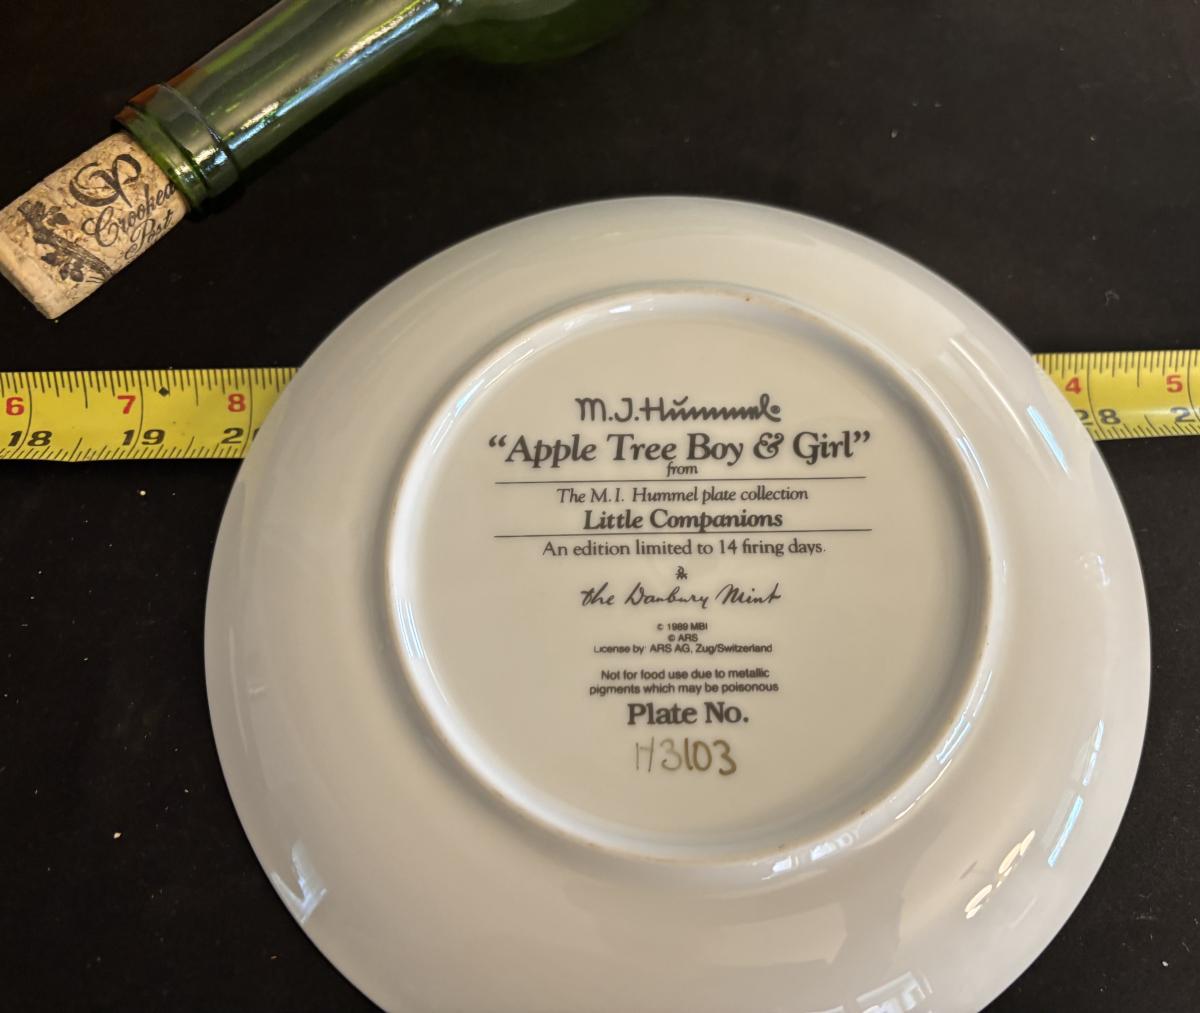 CP
Crooked
Post
6 7 8
18 19 2
4 5
28 2
M.J.Hummel
“Apple Tree Boy & Girl”
from
The M.I. Hummel plate collection
Little Companions
An edition limited to 14 firing days.
The Danbury Mint
© 1989 MBI
© ARS
License by: ARS AG, Zug/Switzerland
Not for food use due to metallic
pigments which may be poisonous
Plate No.
H3103